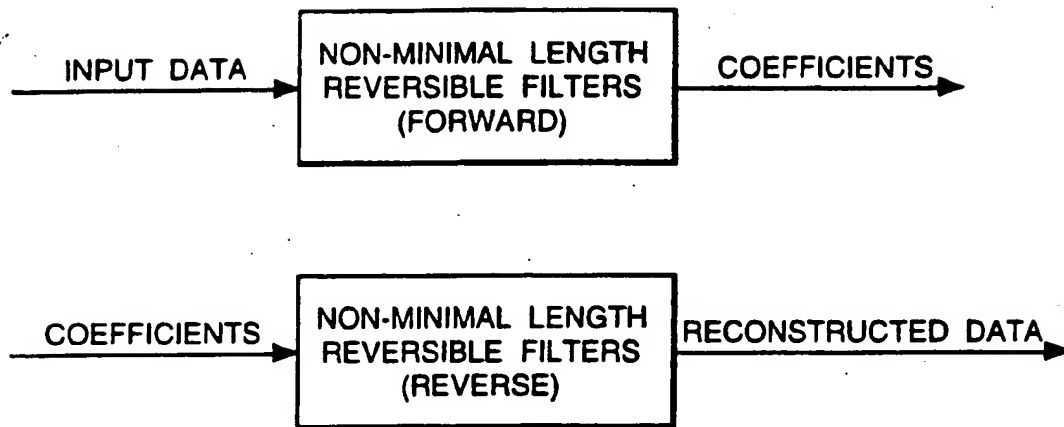 INPUT DATA
NON-MINIMAL LENGTH
REVERSIBLE FILTERS
(FORWARD)
COEFFICIENTS
COEFFICIENTS
NON-MINIMAL LENGTH
REVERSIBLE FILTERS
(REVERSE)
RECONSTRUCTED DATA